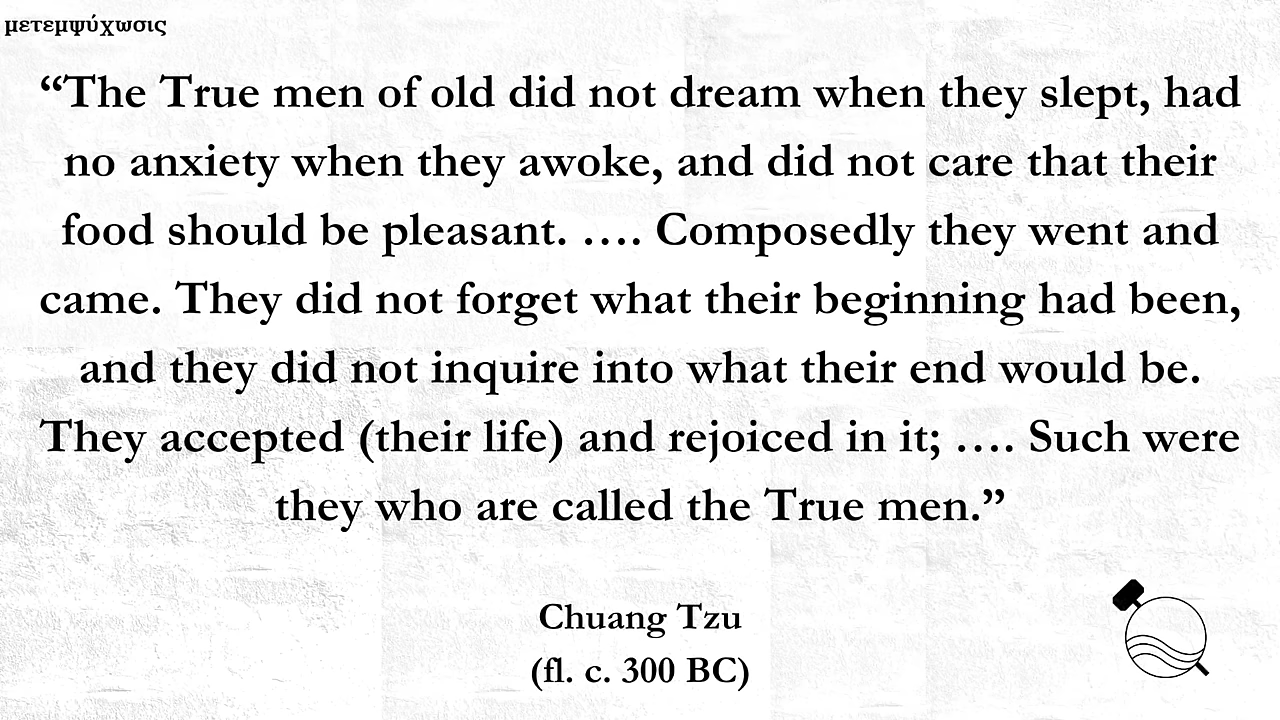 μετεμψύχωσις
“The True men of old did not dream when they slept, had
no anxiety when they awoke, and did not care that their
food should be pleasant. …. Composedly they went and
came. They did not forget what their beginning had been,
and they did not inquire into what their end would be.
They accepted (their life) and rejoiced in it; …. Such were
they who are called the True men.”
Chuang Tzu
(fl. c. 300 BC)